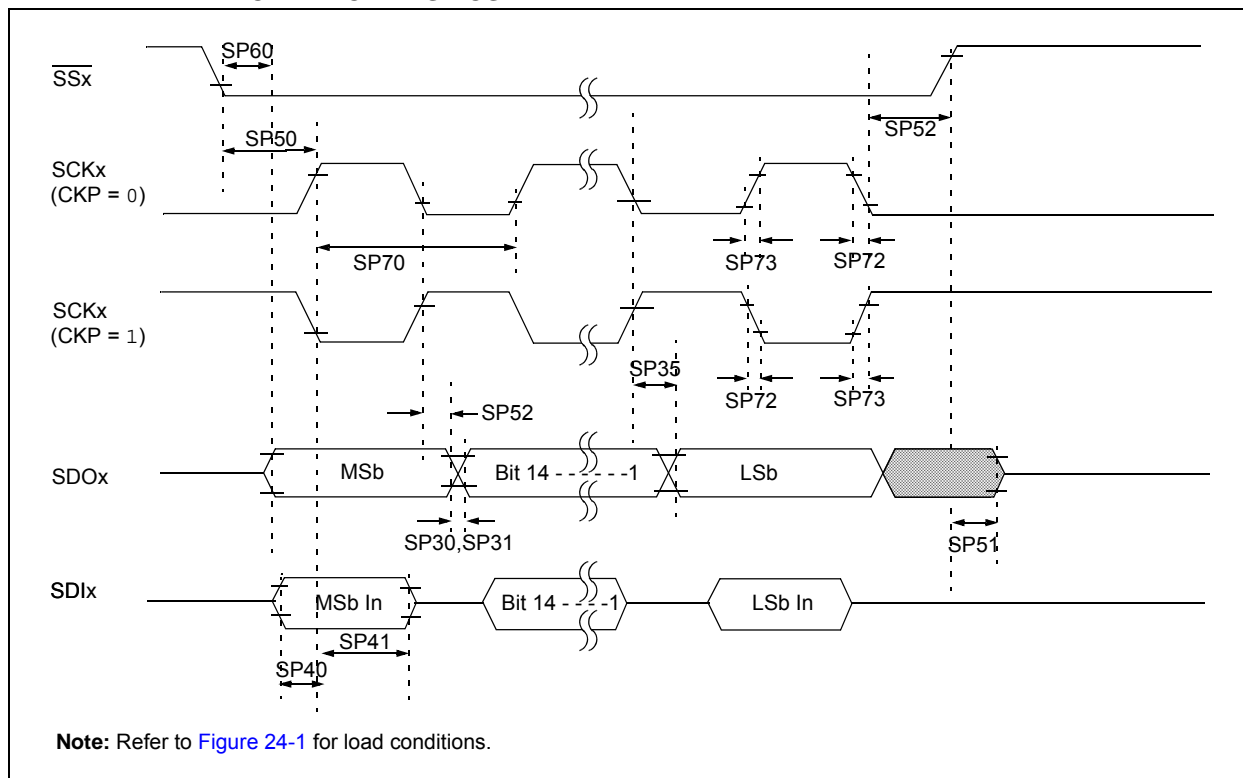 SP60
SSx
SP52
SP50
SCKx
(CKP = 0)
SP70
SP73
SP72
SCKx
(CKP = 1)
SP35
SP72
SP73
SP52
SDOx
MSb
Bit 14 - - - - - -1
LSb
SP30,SP31
SP51
SDIx
MSb In
Bit 14 - - - -1
LSb In
SP41
SP40
Note: Refer to Figure 24-1 for load conditions.